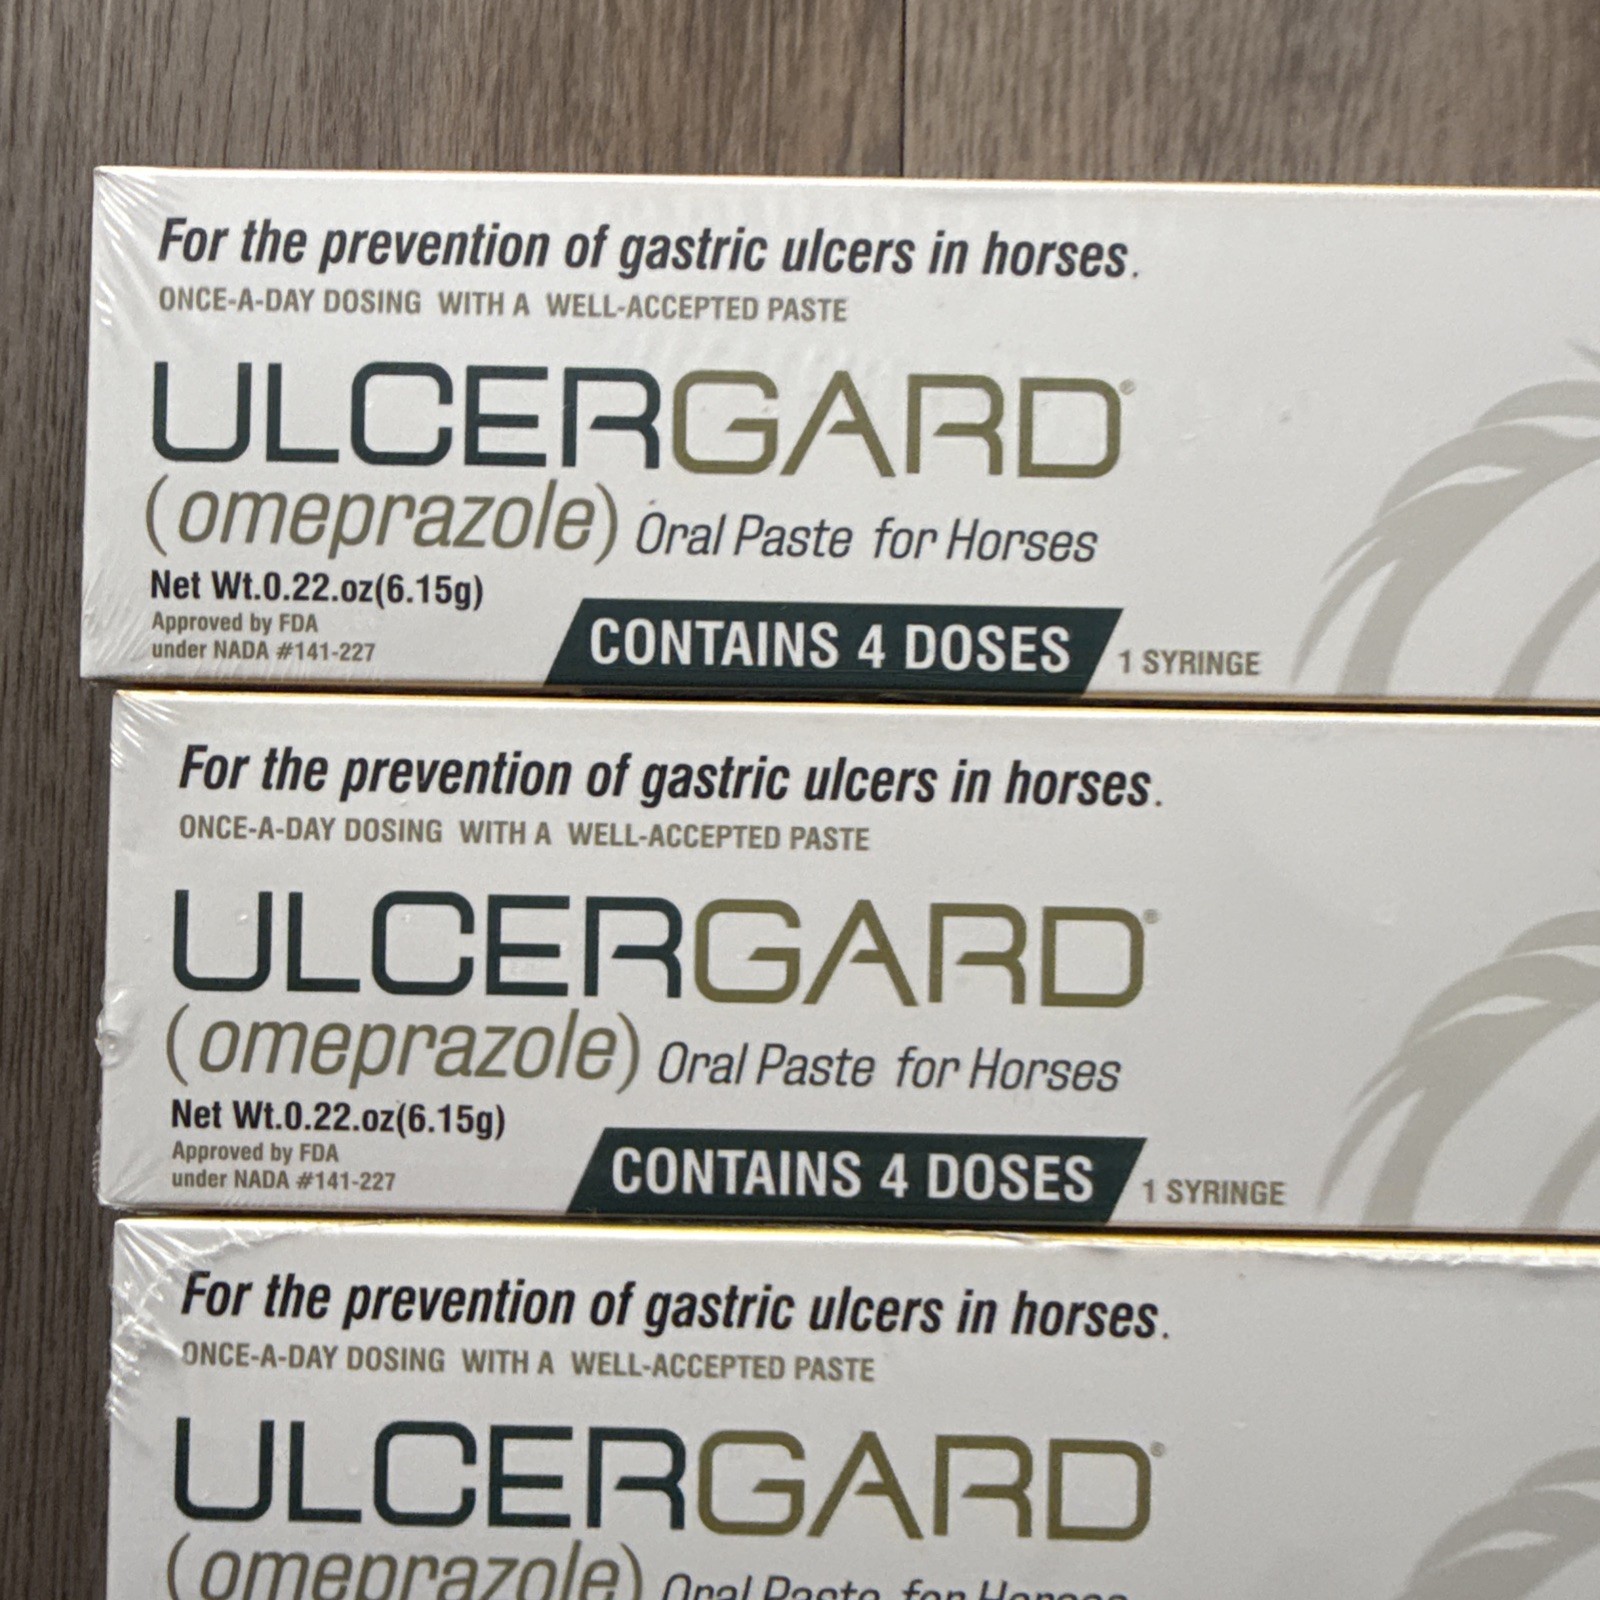 For the prevention of gastric ulcers in horses.
ONCE-A-DAY DOSING WITH A WELL-ACCEPTED PASTE
ULCERGARD®
(omeprazole) Oral Paste for Horses
Net Wt.0.22.oz(6.15g)
Approved by FDA
under NADA #141-227
CONTAINS 4 DOSES
1 SYRINGE
For the prevention of gastric ulcers in horses.
ONCE-A-DAY DOSING WITH A WELL-ACCEPTED PASTE
ULCERGARD®
(omeprazole) Oral Paste for Horses
Net Wt.0.22.oz(6.15g)
Approved by FDA
under NADA #141-227
CONTAINS 4 DOSES
1 SYRINGE
For the prevention of gastric ulcers in horses.
ONCE-A-DAY DOSING WITH A WELL-ACCEPTED PASTE
ULCERGARD®
(omeprazole) Oral Paste for Horses